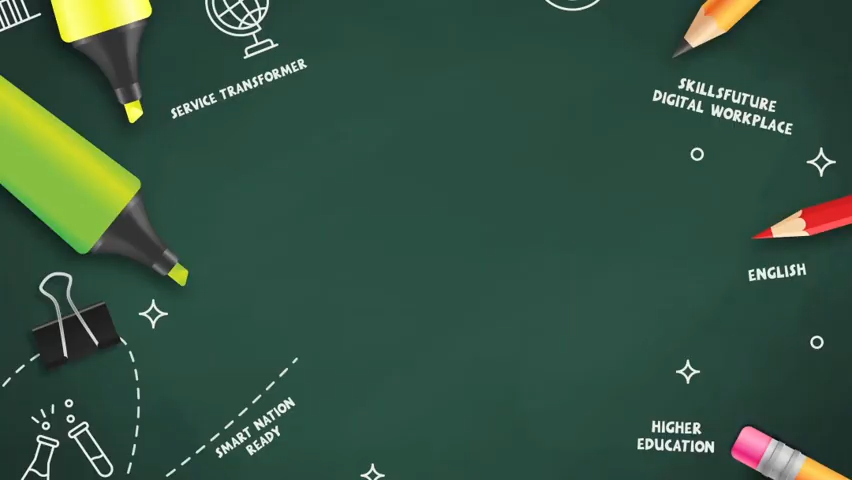 SERVICE TRANSFORMER
SKILLSFUTURE
DIGITAL WORKPLACE
ENGLISH
SMART NATION
READY
HIGHER
EDUCATION